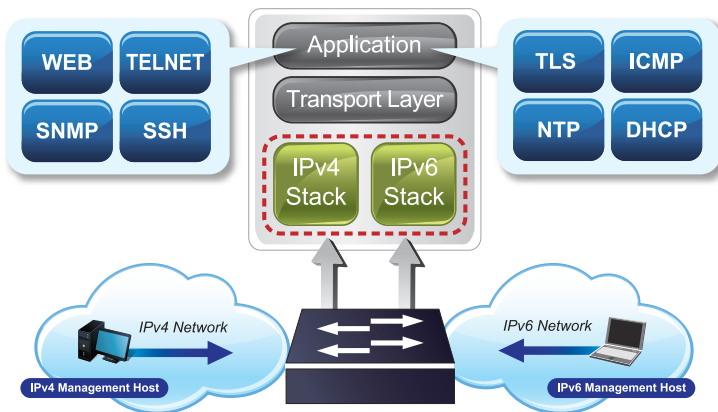 WEB
TELNET
SNMP
SSH
Application
Transport Layer
IPv4
Stack
IPv6
Stack
TLS
ICMP
NTP
DHCP
IPv4 Network
IPv4 Management Host
IPv6 Network
IPv6 Management Host